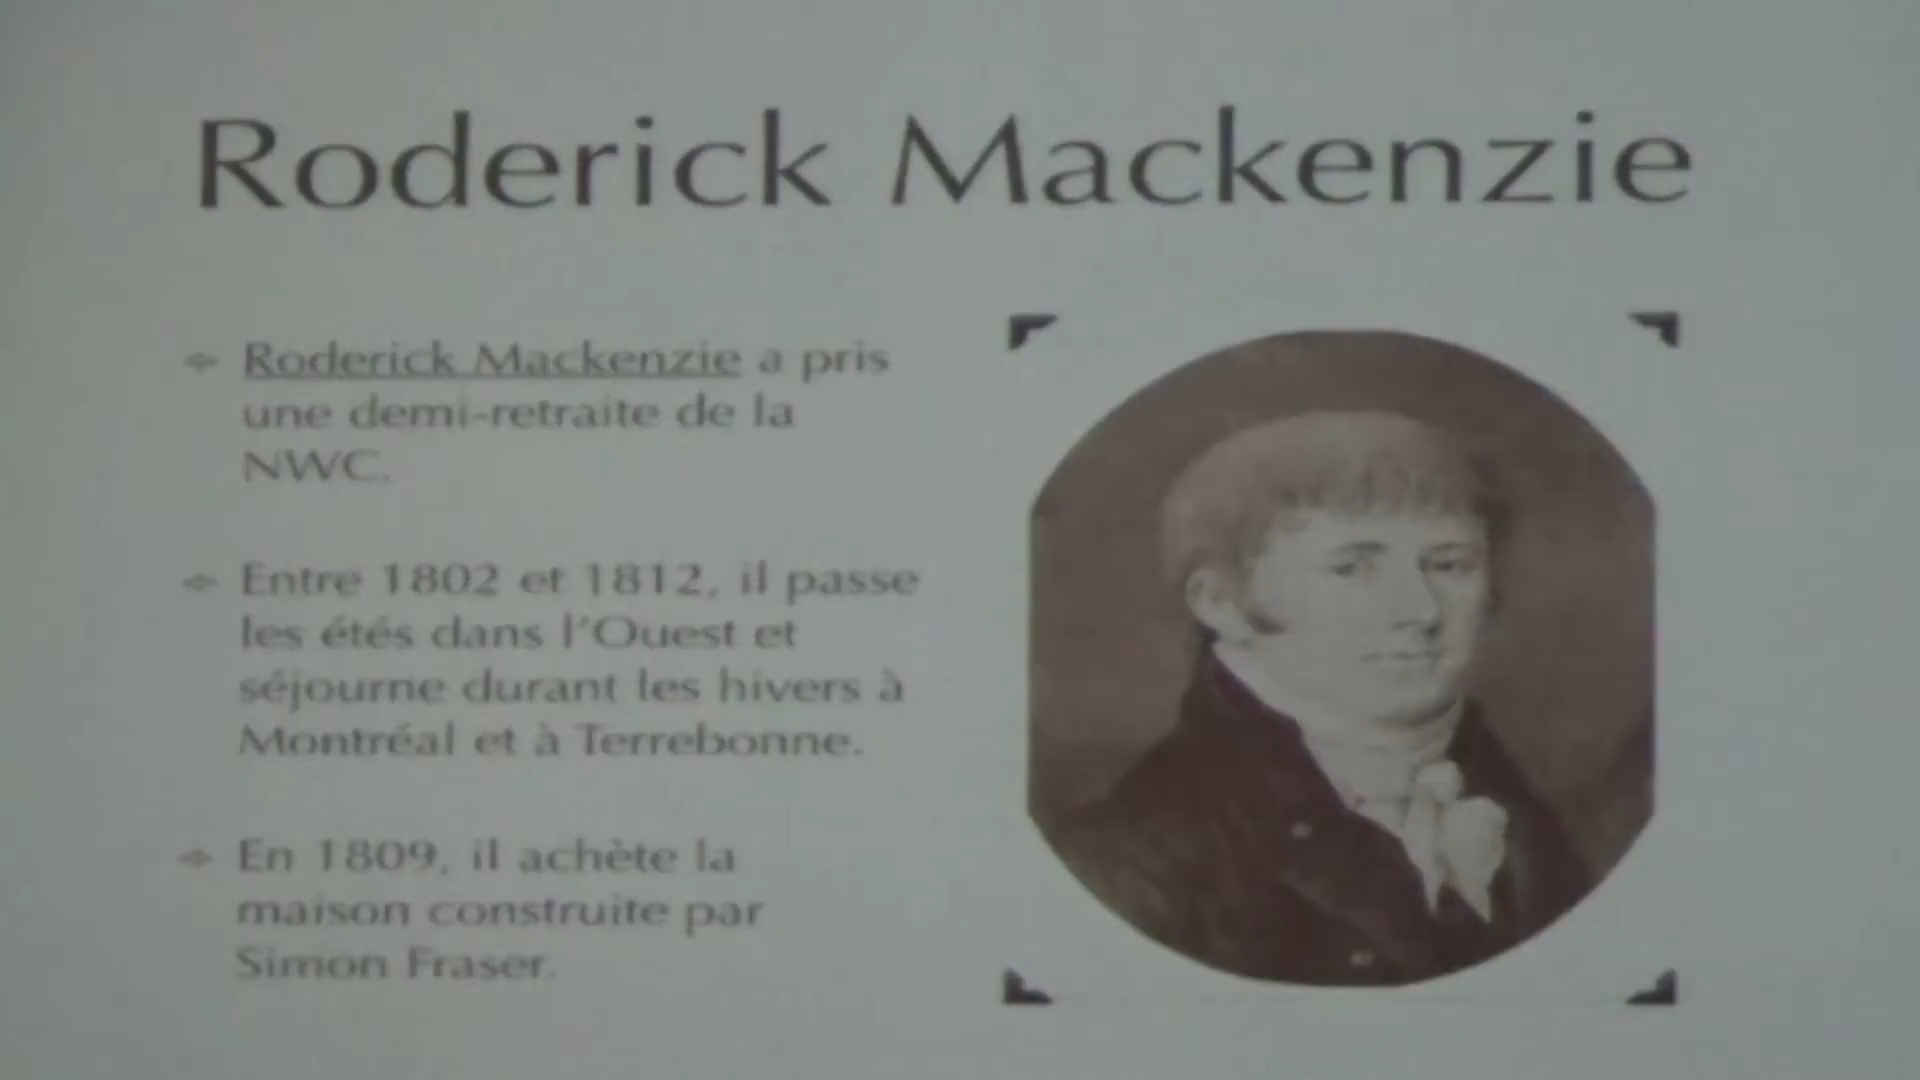 Roderick Mackenzie
Roderick Mackenzie a pris
une demi-retraite de la
NWC.
Entre 1802 et 1812, il passe
les étés dans l'Ouest et
séjourne durant les hivers à
Montréal et à Terrebonne.
En 1809, il achète la
maison construite par
Simon Fraser.